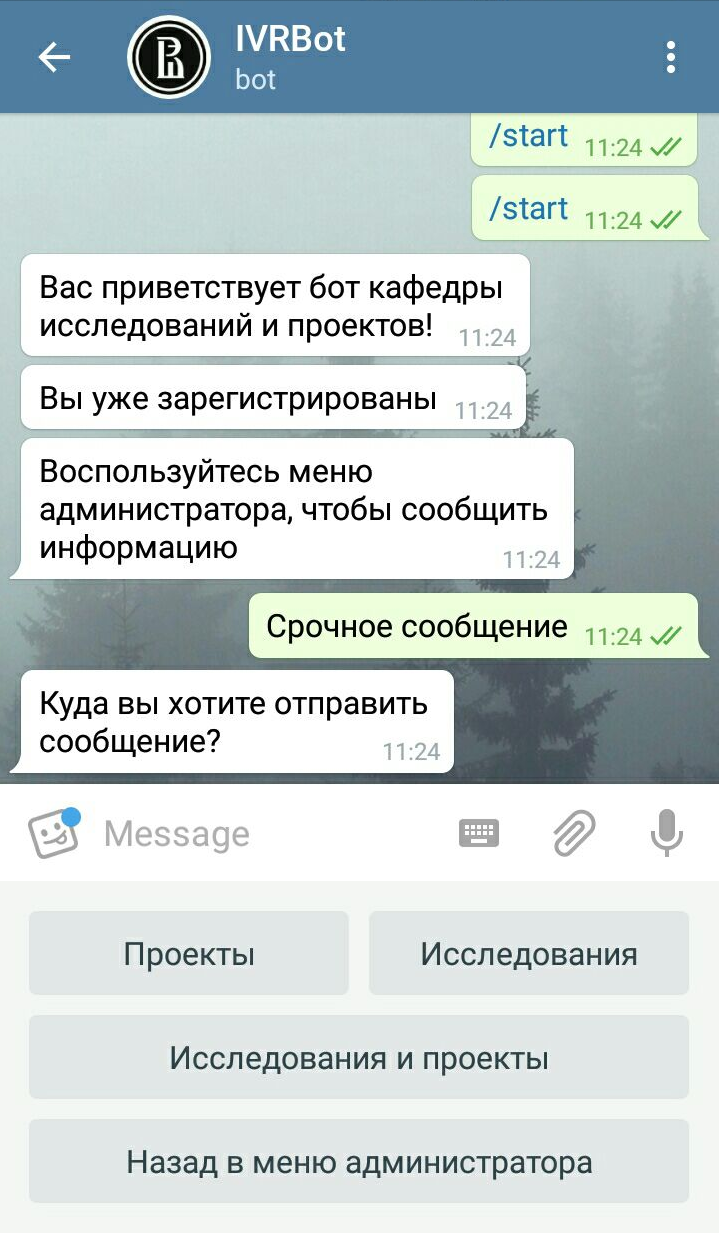 IVRBot
bot
/start 11:24
/start 11:24
Вас приветствует бот кафедры
исследований и проектов! 11:24
Вы уже зарегистрированы 11:24
Воспользуйтесь меню
администратора, чтобы сообщить
информацию 11:24
Срочное сообщение 11:24
Куда вы хотите отправить
сообщение? 11:24
Message
Проекты Исследования
Исследования и проекты
Назад в меню администратора